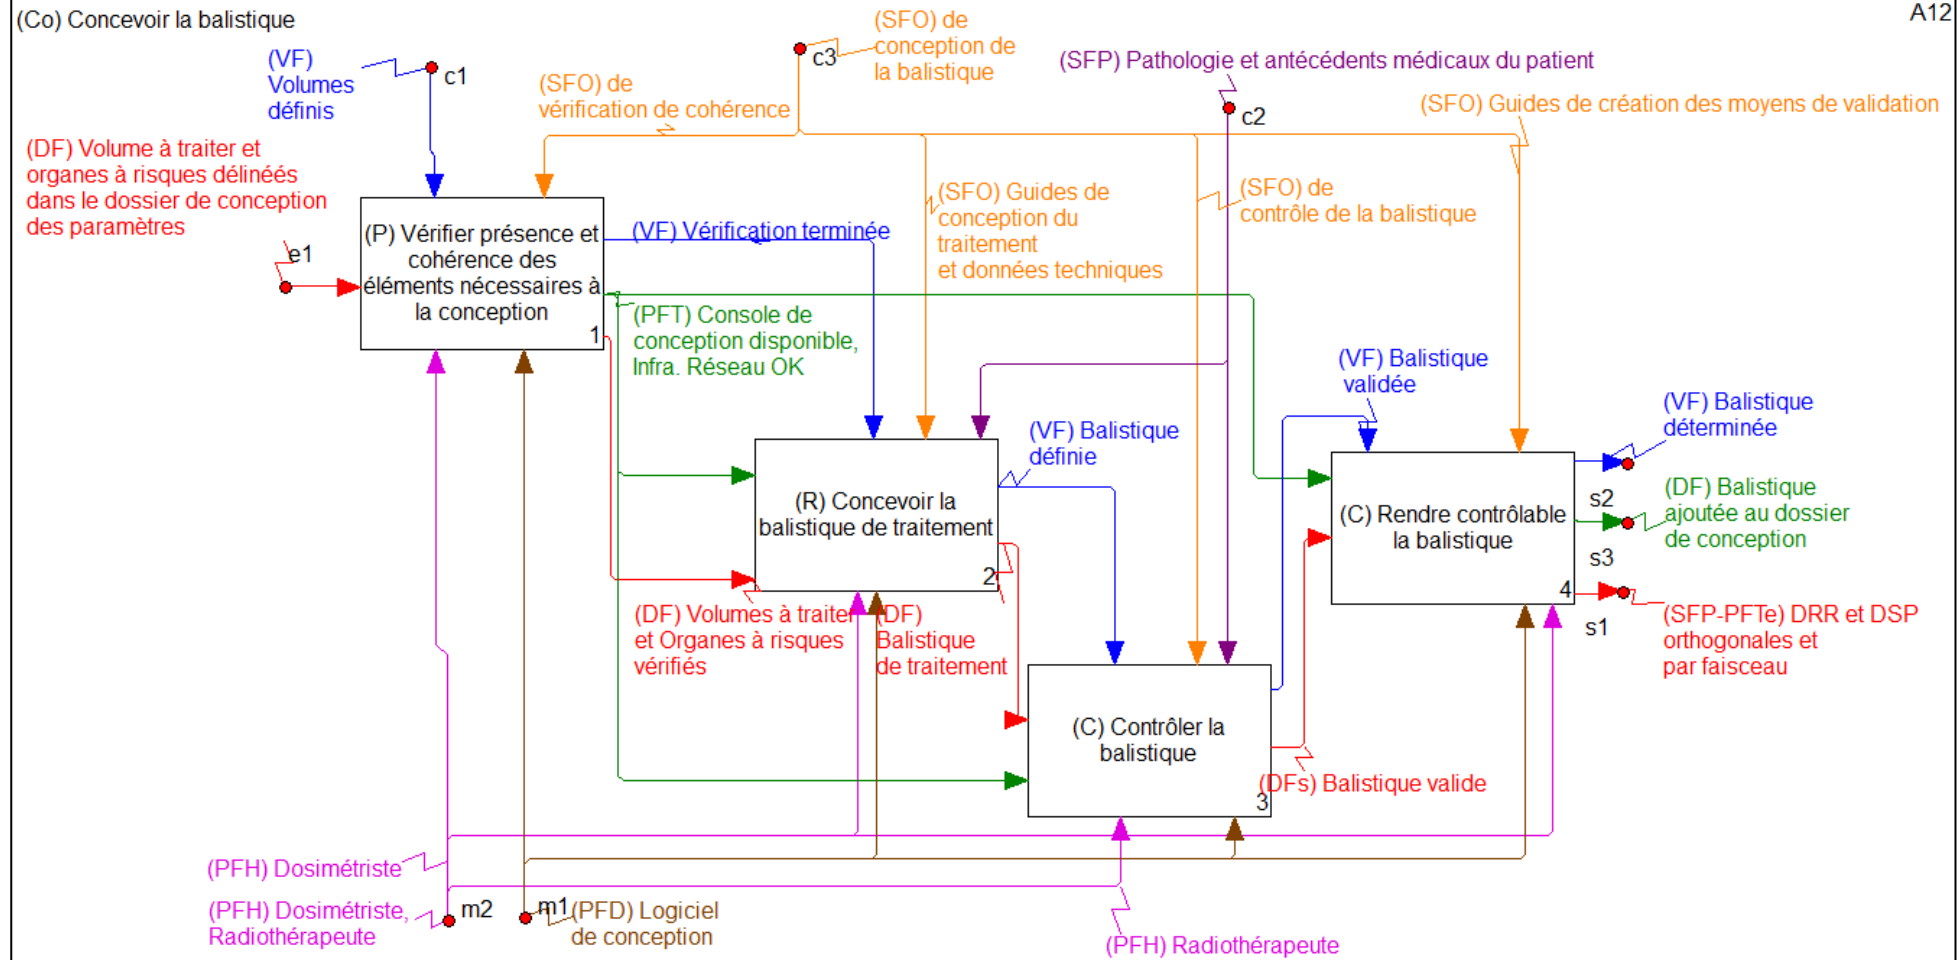 (Co) Concevoir la balistique
A12
(VF)
Volumes
définis
c1
(SFO) de
conception de
la balistique
c3
(SFO) de
vérification de cohérence
(SFP) Pathologie et antécédents médicaux du patient
c2
(SFO) Guides de création des moyens de validation
(DF) Volume à traiter et
organes à risques délinéés
dans le dossier de conception
des paramètres
e1
(P) Vérifier présence et
cohérence des
éléments nécessaires à
la conception
1
(VF) Vérification terminée
(SFO) Guides de
conception du
traitement
et données techniques
(SFO) de
contrôle de la balistique
(PFT) Console de
conception disponible,
Infra. Réseau OK
(VF) Balistique
validée
(VF) Balistique
définie
(R) Concevoir la
balistique de traitement
2
(C) Rendre contrôlable
la balistique
4
(VF) Balistique
déterminée
s2
(DF) Balistique
ajoutée au dossier
de conception
s3
(SFP-PFTe) DRR et DSP
orthogonales et
par faisceau
s1
(DF) Volumes à traiter
et Organes à risques
vérifiés
(DF)
Balistique
de traitement
(C) Contrôler la
balistique
3
(DFs) Balistique valide
(PFH) Dosimétriste
(PFH) Dosimétriste,
Radiothérapeute
m2
m1
(PFD) Logiciel
de conception
(PFH) Radiothérapeute